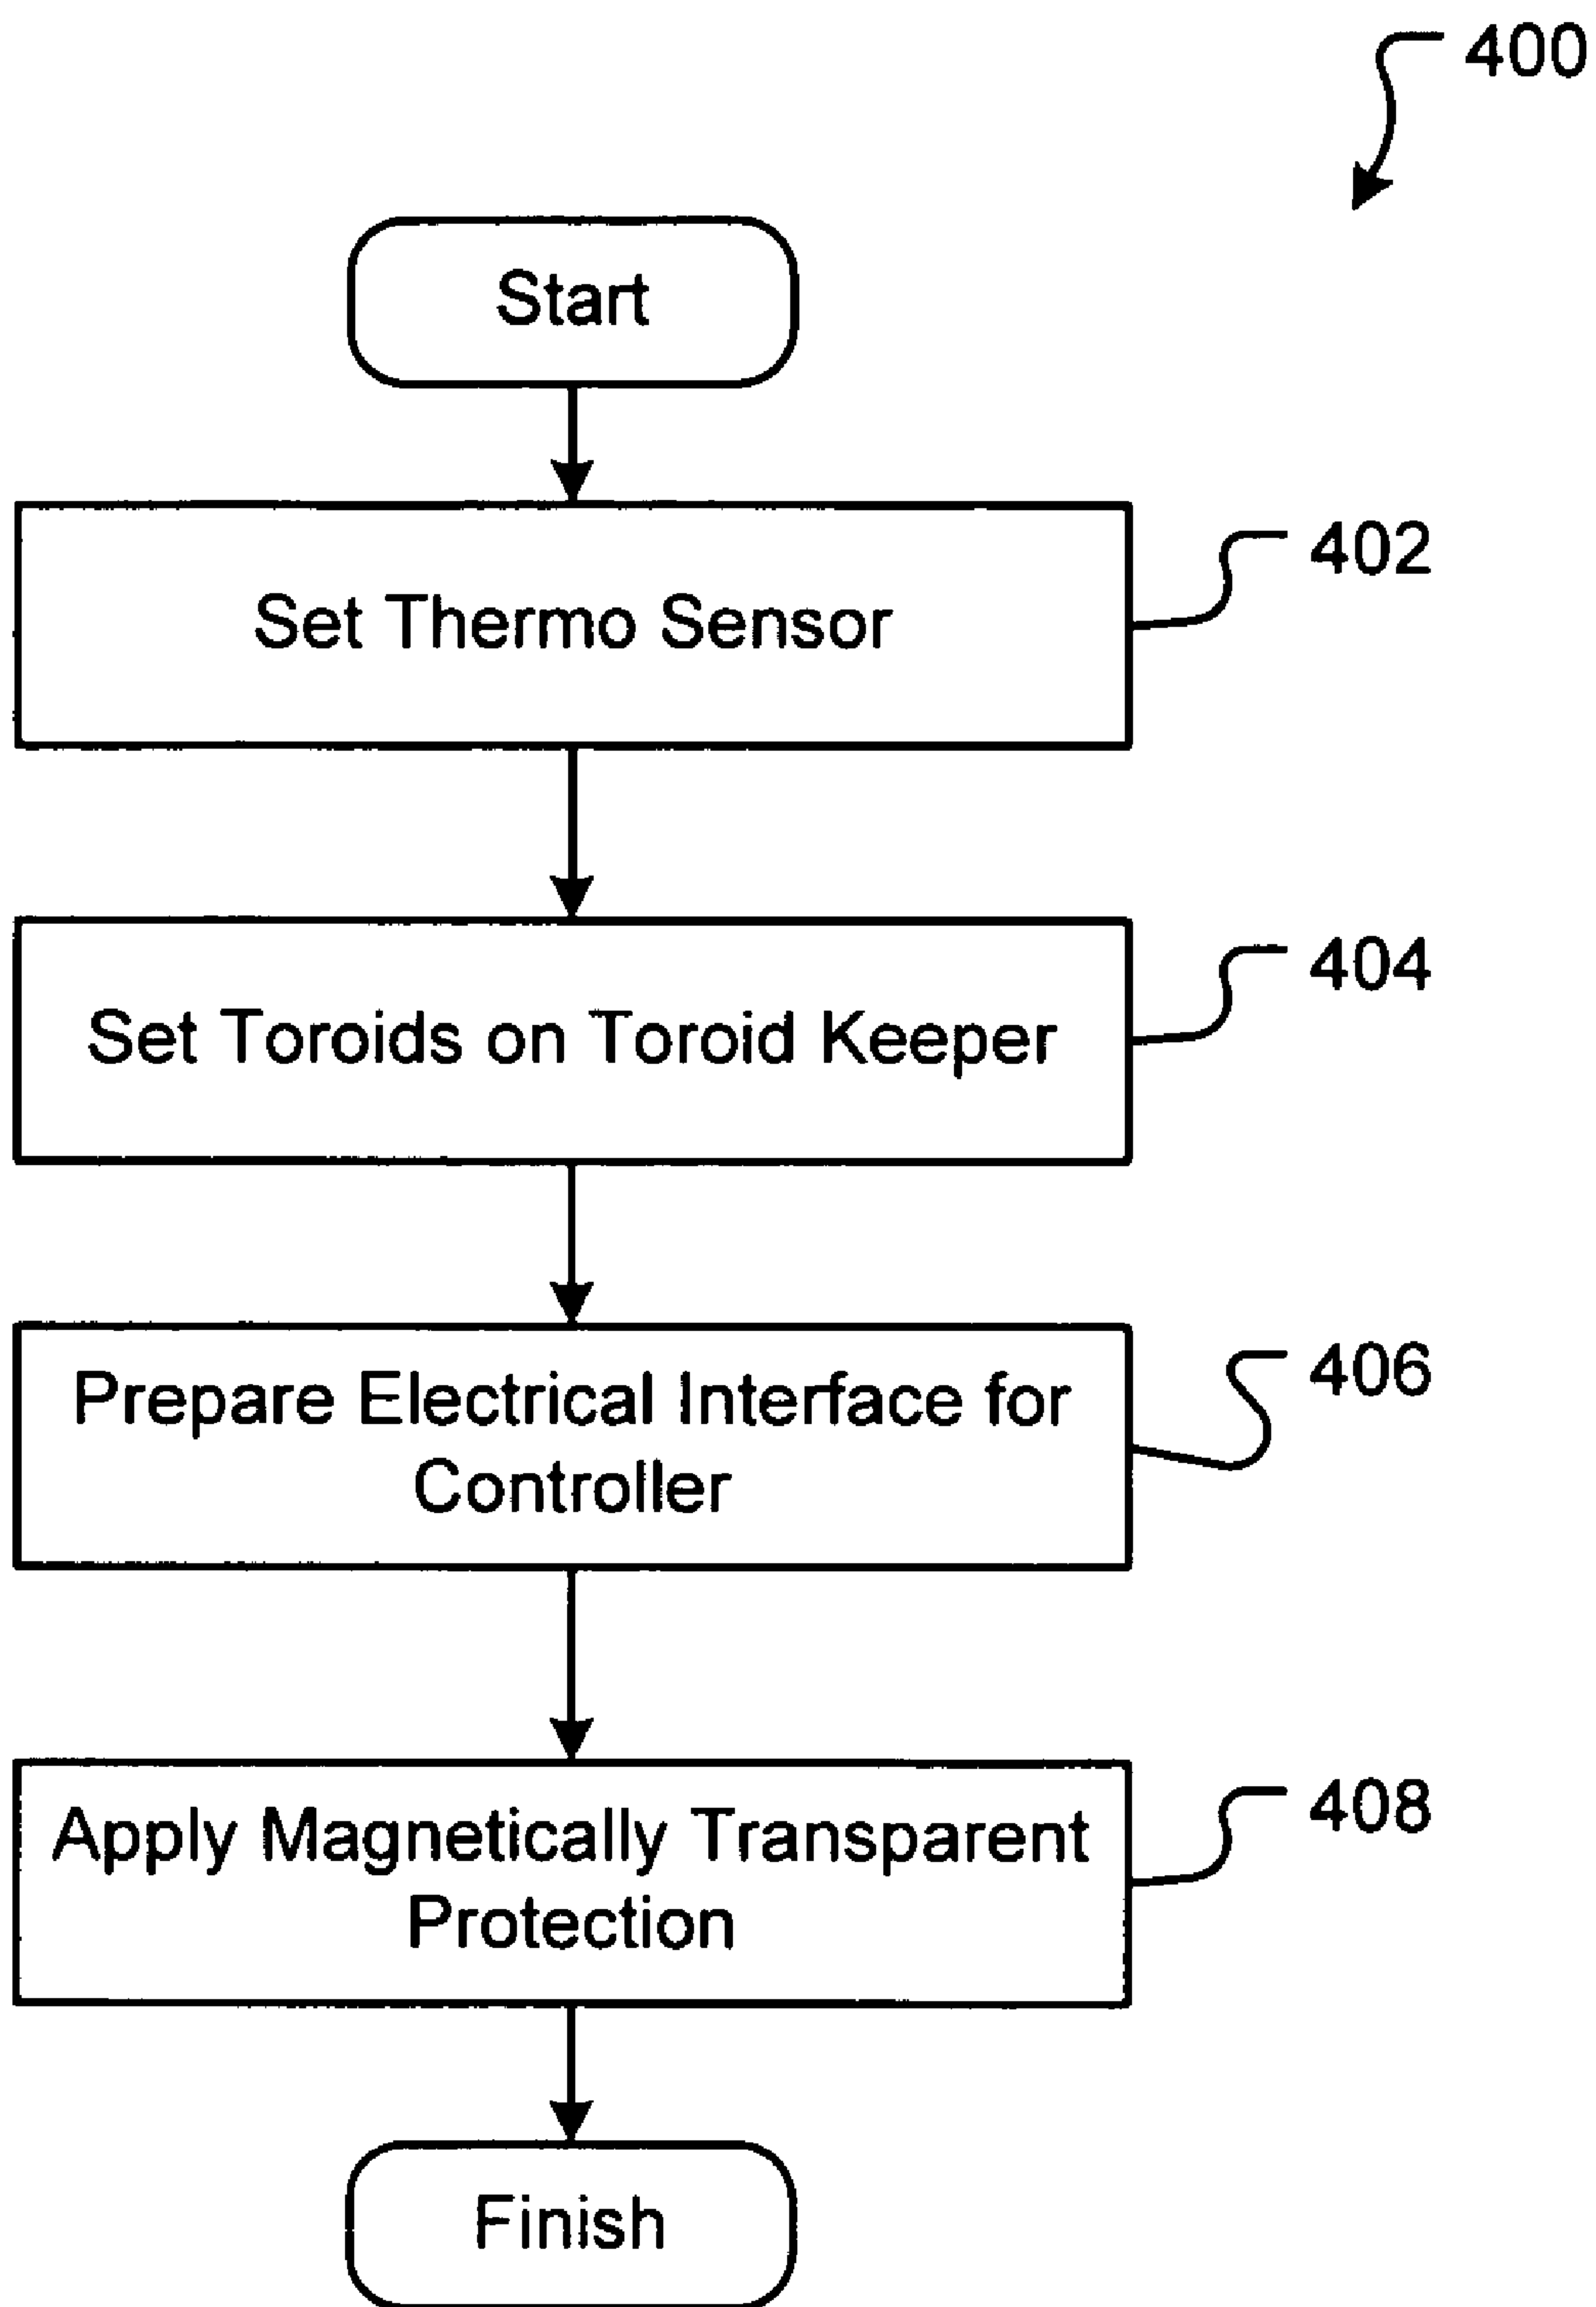 400
Start
Set Thermo Sensor
402
Set Toroids on Toroid Keeper
404
Prepare Electrical Interface for
Controller
406
Apply Magnetically Transparent
Protection
408
Finish